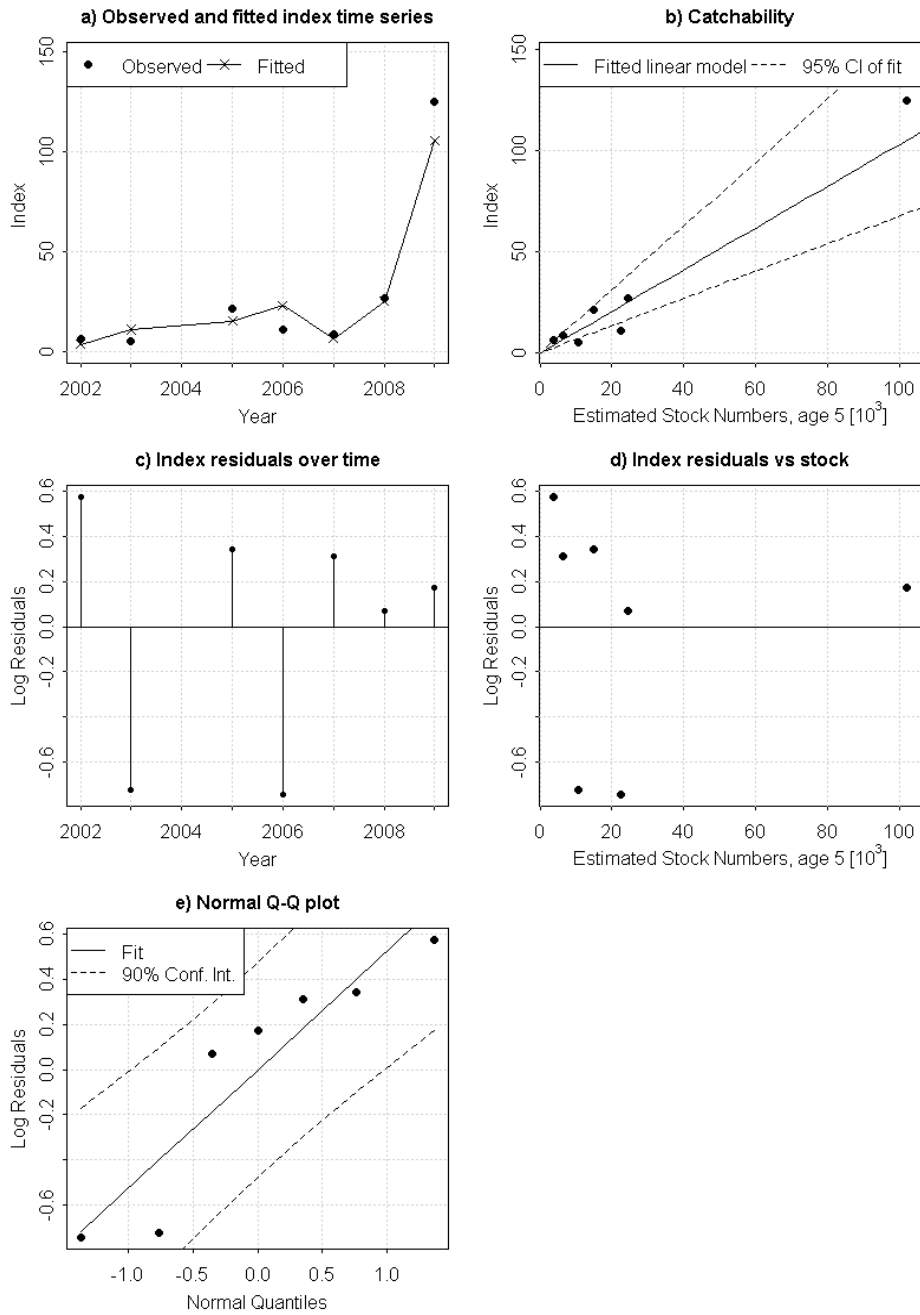 a) Observed and fitted index time series
Observed Fitted
150
100
50
0
Index
2002 2004 2006 2008
Year
b) Catchability
Fitted linear model 95% CI of fit
150
100
50
0
Index
0 20 40 60 80 100
Estimated Stock Numbers, age 5 [10³]
c) Index residuals over time
0.6
0.4
0.2
0.0
-0.2
-0.6
Log Residuals
2002 2004 2006 2008
Year
d) Index residuals vs stock
0.6
0.4
0.2
0.0
-0.2
-0.6
Log Residuals
0 20 40 60 80 100
Estimated Stock Numbers, age 5 [10³]
e) Normal Q-Q plot
Fit
90% Conf. Int.
0.6
0.4
0.2
0.0
-0.2
-0.6
Log Residuals
-1.0 -0.5 0.0 0.5 1.0
Normal Quantiles